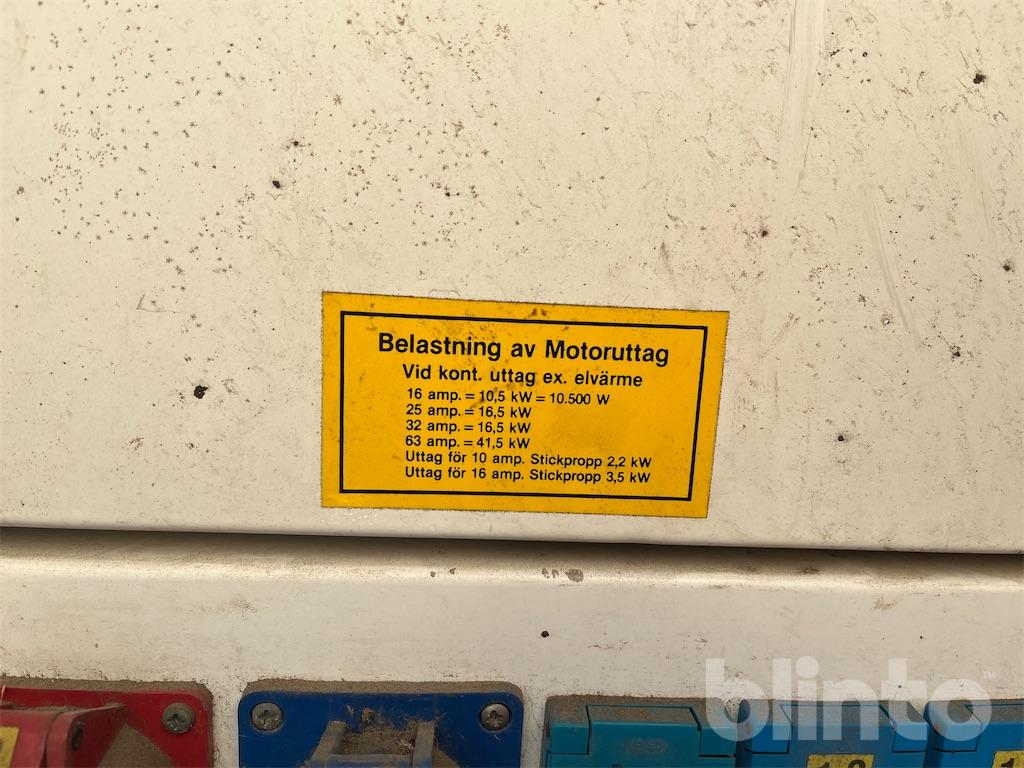 Belastning av Motoruttag
Vid kont. uttag ex. elvärme
16 amp. = 10,5 kW = 10.500 W
25 amp. = 16,5 kW
32 amp. = 16,5 kW
63 amp. = 41,5 kW
Uttag för 10 amp. Stickpropp 2,2 kW
Uttag för 16 amp. Stickpropp 3,5 kW
blinto™